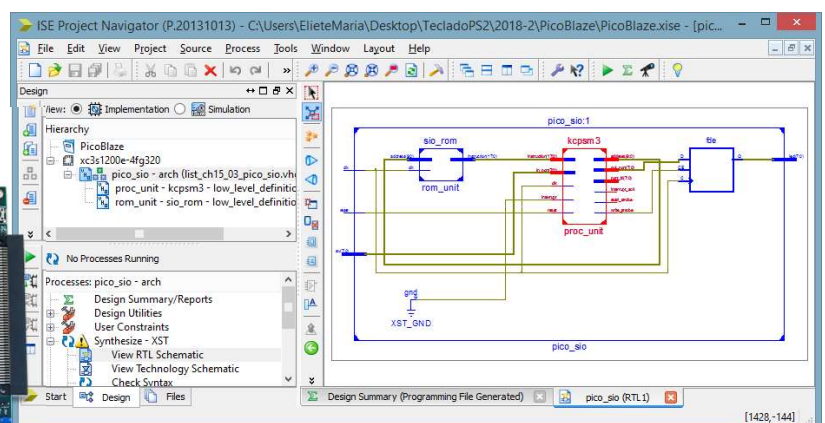 ISE Project Navigator (P.20131013) - C:\Users\ElieteMaria\Desktop\TecladoPS2\2018-2\PicoBlaze\PicoBlaze.xise - [pic...
File Edit View Project Source Process Tools Window Layout Help
Design
View: Implementation Simulation
Hierarchy
PicoBlaze
xc3s1200e-4fg320
pico_sio - arch (list_ch15_03_pico_sio.vh
proc_unit - kcpsm3 - low_level_definitio
rom_unit - sio_rom - low_level_definitio
No Processes Running
Processes: pico_sio - arch
Design Summary/Reports
Design Utilities
User Constraints
Synthesize - XST
View RTL Schematic
View Technology Schematic
Check Syntax
Start Design Files
pico_sio:1
sio_rom
kcpsm3
rom_unit
proc_unit
gnd
XST_GND
pico_sio
Design Summary (Programming File Generated)
pico_sio (RTL1)
[1428,-144]